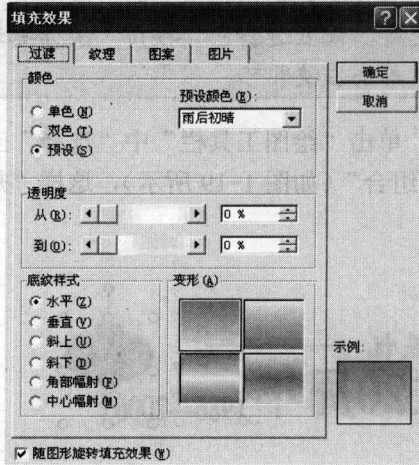 填充效果
过渡 纹理 图案 图片
确定
取消
颜色
单色(N)
双色(T)
预设(S)
预设颜色(E):
雨后初晴
透明度
从(R): 0 %
到(O): 0 %
底纹样式
水平(Z)
垂直(V)
斜上(U)
斜下(D)
角部幅射(F)
中心幅射(M)
变形(A)
示例:
随图形旋转填充效果(W)